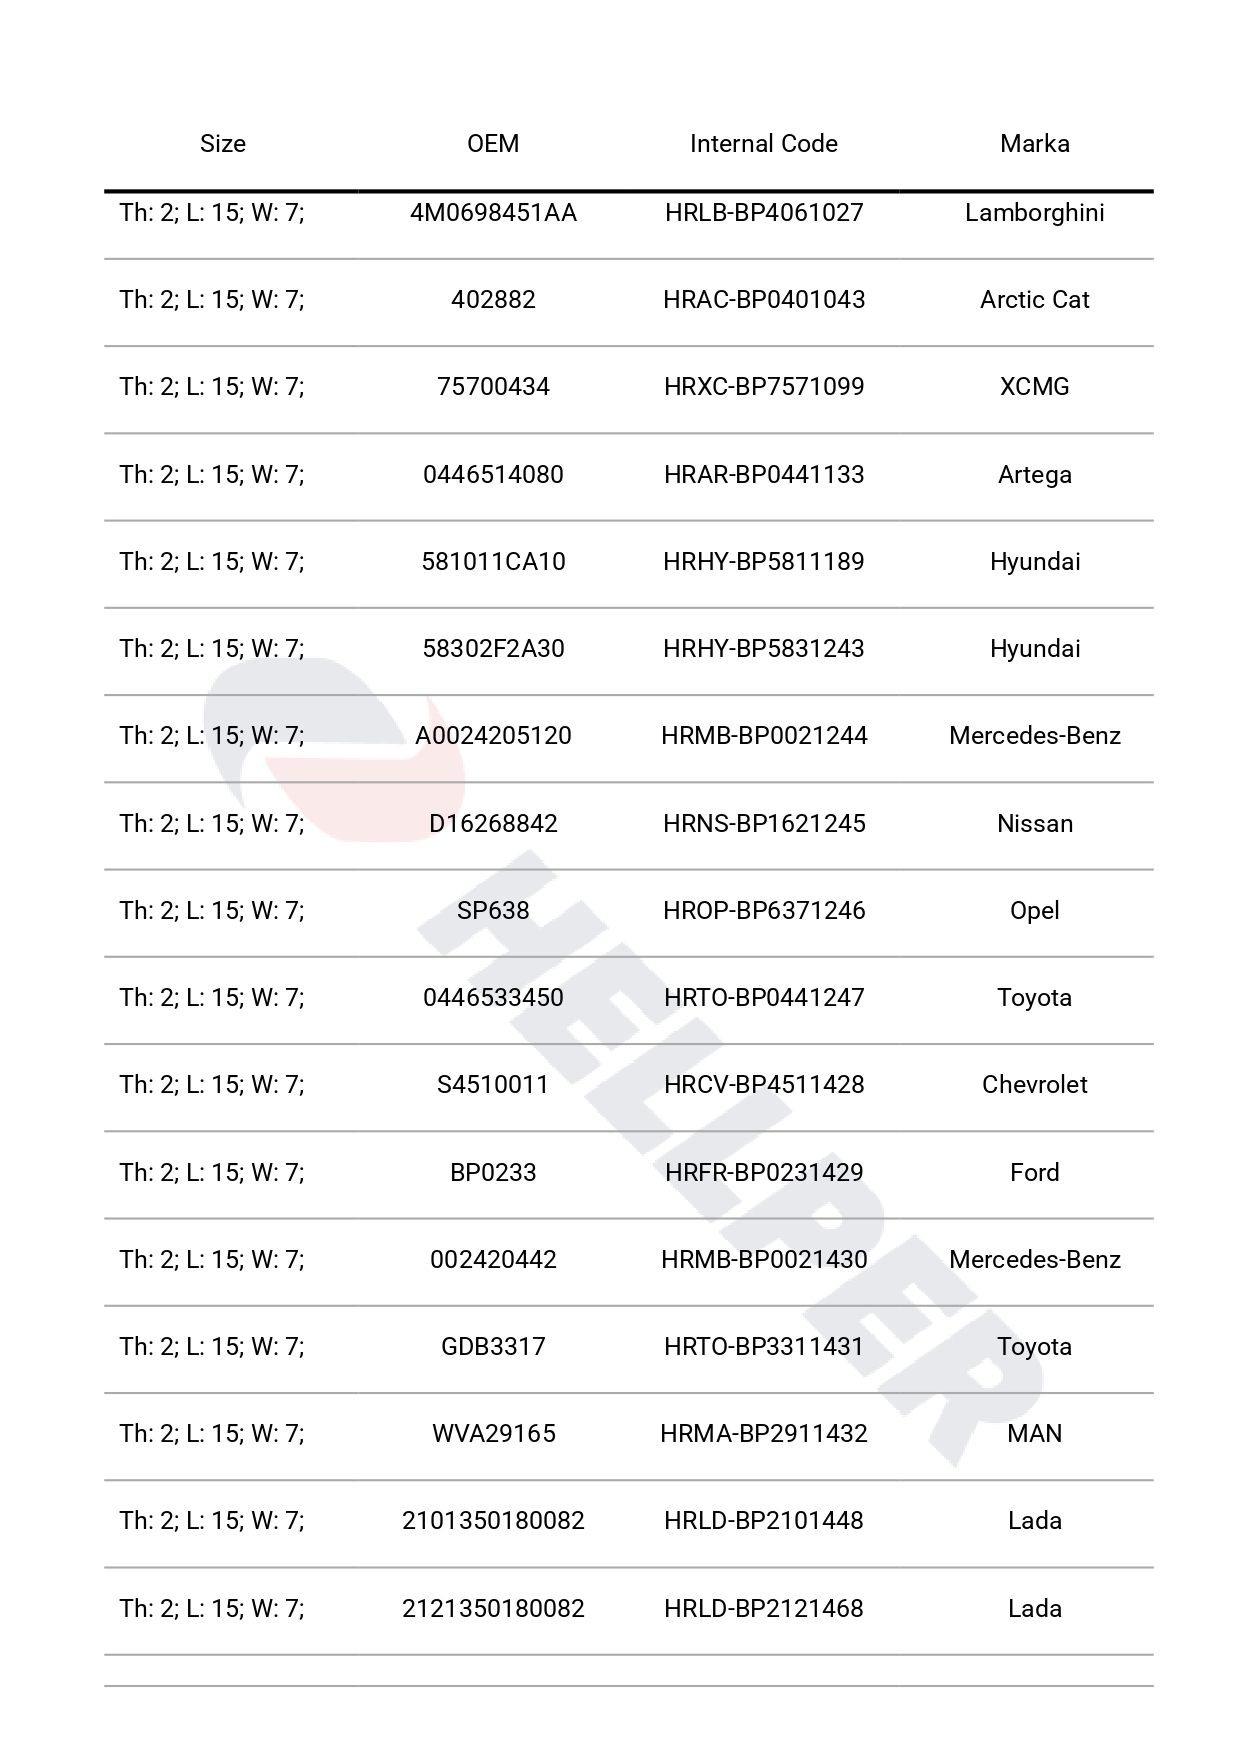 Size OEM Internal Code Marka
Th: 2; L: 15; W: 7; 4M0698451AA HRLB-BP4061027 Lamborghini
Th: 2; L: 15; W: 7; 402882 HRAC-BP0401043 Arctic Cat
Th: 2; L: 15; W: 7; 75700434 HRXC-BP7571099 XCMG
Th: 2; L: 15; W: 7; 0446514080 HRAR-BP0441133 Artega
Th: 2; L: 15; W: 7; 581011CA10 HRHY-BP5811189 Hyundai
Th: 2; L: 15; W: 7; 58302F2A30 HRHY-BP5831243 Hyundai
Th: 2; L: 15; W: 7; A0024205120 HRMB-BP0021244 Mercedes-Benz
Th: 2; L: 15; W: 7; D16268842 HRNS-BP1621245 Nissan
Th: 2; L: 15; W: 7; SP638 HROP-BP6371246 Opel
Th: 2; L: 15; W: 7; 0446533450 HRTO-BP0441247 Toyota
Th: 2; L: 15; W: 7; S4510011 HRCV-BP4511428 Chevrolet
Th: 2; L: 15; W: 7; BP0233 HRFR-BP0231429 Ford
Th: 2; L: 15; W: 7; 002420442 HRMB-BP0021430 Mercedes-Benz
Th: 2; L: 15; W: 7; GDB3317 HRTO-BP3311431 Toyota
Th: 2; L: 15; W: 7; WVA29165 HRMA-BP2911432 MAN
Th: 2; L: 15; W: 7; 2101350180082 HRLD-BP2101448 Lada
Th: 2; L: 15; W: 7; 2121350180082 HRLD-BP2121468 Lada
HELLPER